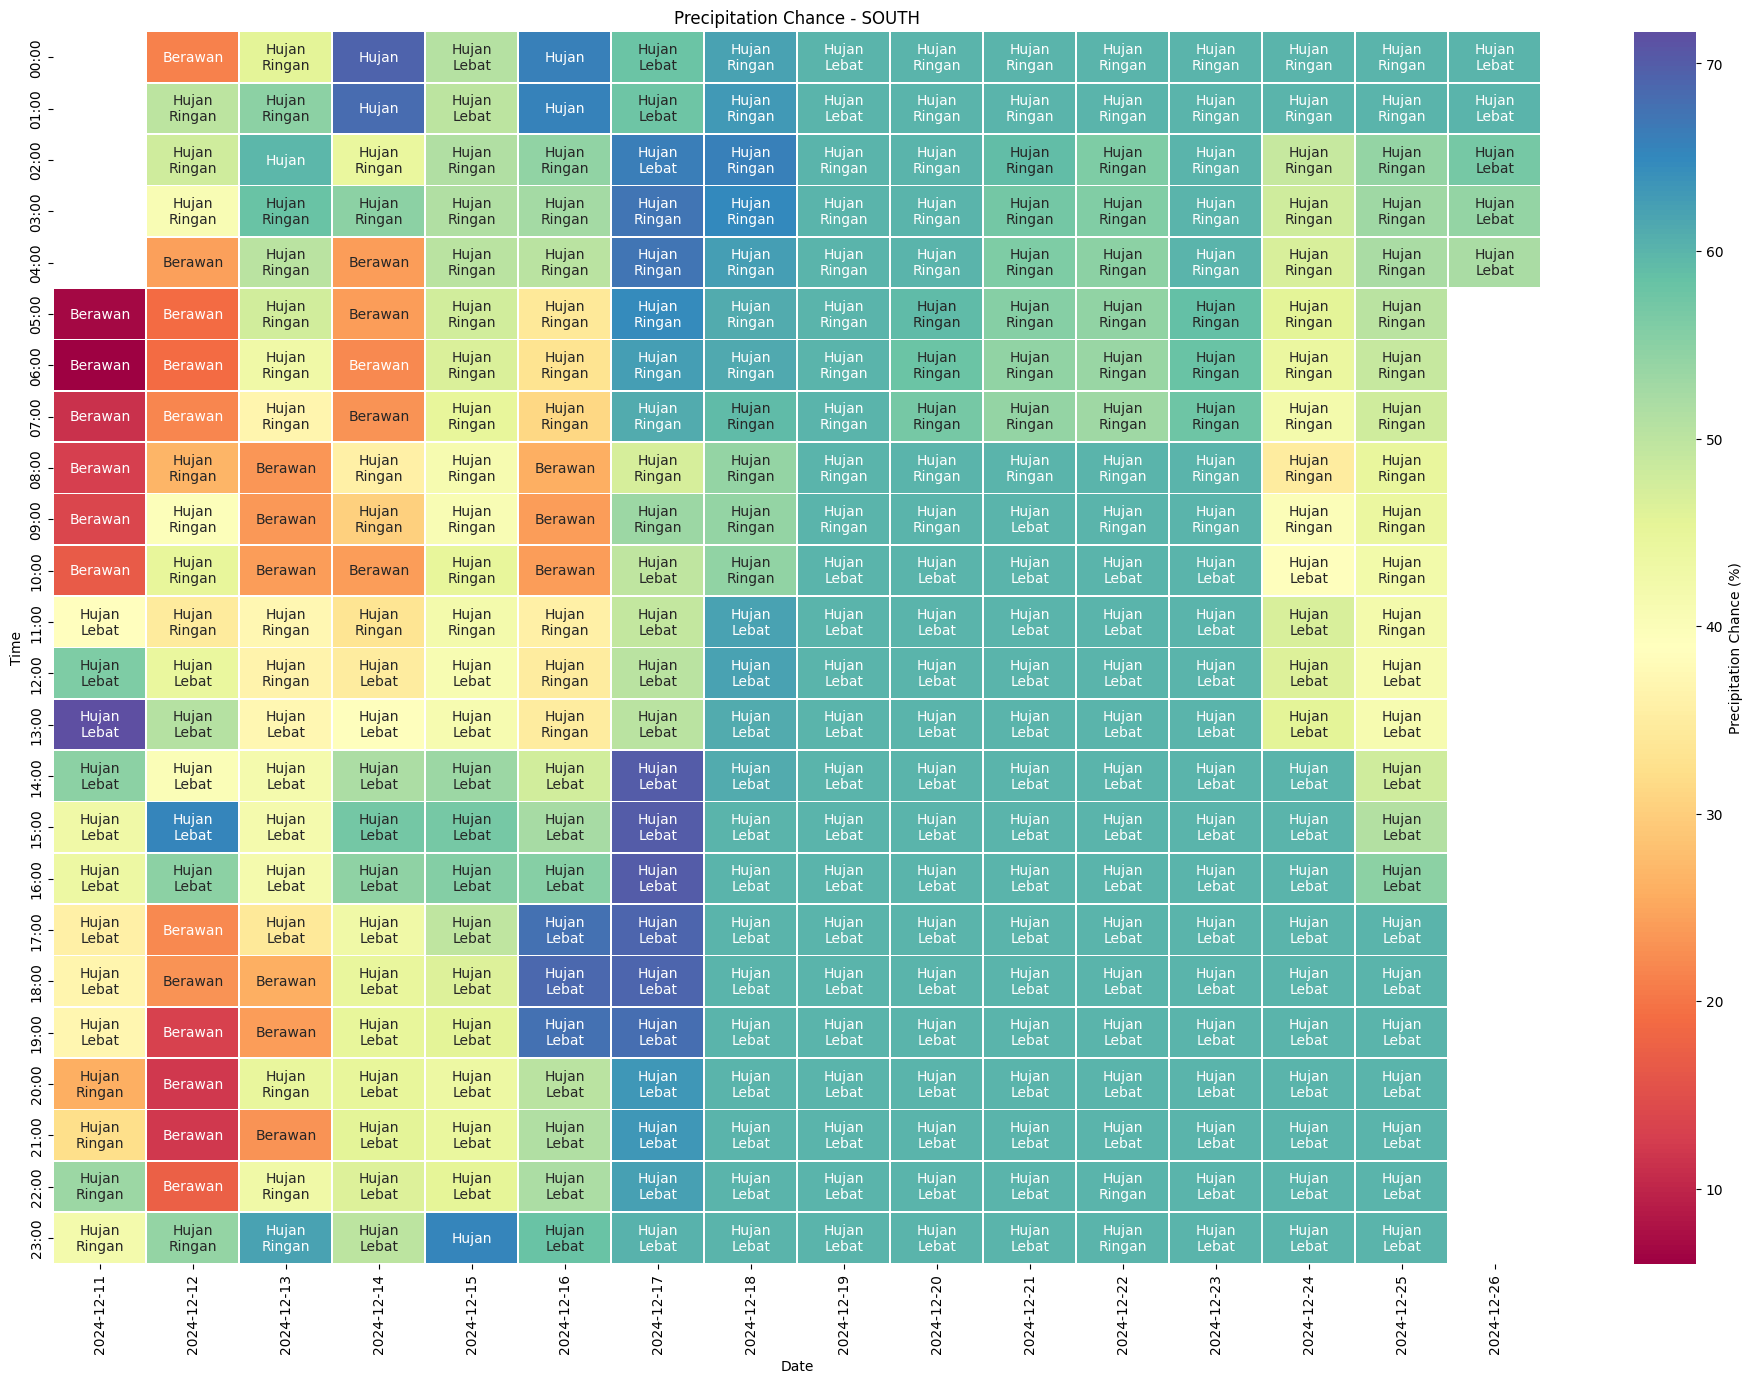 Precipitation Chance - SOUTH
00:00 Berawan Hujan Ringan Hujan Hujan Lebat Hujan Hujan Lebat Hujan Ringan Hujan Lebat Hujan Ringan Hujan Ringan Hujan Ringan Hujan Ringan Hujan Ringan Hujan Ringan Hujan Lebat
01:00 Hujan Ringan Hujan Ringan Hujan Hujan Lebat Hujan Hujan Lebat Hujan Ringan Hujan Lebat Hujan Ringan Hujan Ringan Hujan Ringan Hujan Ringan Hujan Ringan Hujan Ringan Hujan Lebat
02:00 Hujan Ringan Hujan Hujan Ringan Hujan Ringan Hujan Ringan Hujan Lebat Hujan Ringan Hujan Ringan Hujan Ringan Hujan Ringan Hujan Ringan Hujan Ringan Hujan Ringan Hujan Ringan Hujan Lebat
03:00 Hujan Ringan Hujan Ringan Hujan Ringan Hujan Ringan Hujan Ringan Hujan Ringan Hujan Ringan Hujan Ringan Hujan Ringan Hujan Ringan Hujan Ringan Hujan Ringan Hujan Ringan Hujan Ringan Hujan Lebat
04:00 Berawan Hujan Ringan Berawan Hujan Ringan Hujan Ringan Hujan Ringan Hujan Ringan Hujan Ringan Hujan Ringan Hujan Ringan Hujan Ringan Hujan Ringan Hujan Ringan Hujan Ringan Hujan Lebat
05:00 Berawan Berawan Hujan Ringan Berawan Hujan Ringan Hujan Ringan Hujan Ringan Hujan Ringan Hujan Ringan Hujan Ringan Hujan Ringan Hujan Ringan Hujan Ringan Hujan Ringan Hujan Ringan
06:00 Berawan Berawan Hujan Ringan Berawan Hujan Ringan Hujan Ringan Hujan Ringan Hujan Ringan Hujan Ringan Hujan Ringan Hujan Ringan Hujan Ringan Hujan Ringan Hujan Ringan Hujan Ringan
07:00 Berawan Berawan Hujan Ringan Berawan Hujan Ringan Hujan Ringan Hujan Ringan Hujan Ringan Hujan Ringan Hujan Ringan Hujan Ringan Hujan Ringan Hujan Ringan Hujan Ringan Hujan Ringan
08:00 Berawan Hujan Ringan Berawan Hujan Ringan Hujan Ringan Berawan Hujan Ringan Hujan Ringan Hujan Ringan Hujan Ringan Hujan Ringan Hujan Ringan Hujan Ringan Hujan Ringan Hujan Ringan
09:00 Berawan Hujan Ringan Berawan Hujan Ringan Hujan Ringan Berawan Hujan Ringan Hujan Ringan Hujan Ringan Hujan Ringan Hujan Lebat Hujan Ringan Hujan Ringan Hujan Ringan Hujan Ringan
10:00 Berawan Hujan Ringan Berawan Berawan Hujan Ringan Berawan Hujan Lebat Hujan Ringan Hujan Lebat Hujan Lebat Hujan Lebat Hujan Lebat Hujan Lebat Hujan Lebat Hujan Ringan
11:00 Hujan Lebat Hujan Ringan Hujan Ringan Hujan Ringan Hujan Ringan Hujan Ringan Hujan Lebat Hujan Lebat Hujan Lebat Hujan Lebat Hujan Lebat Hujan Lebat Hujan Lebat Hujan Lebat Hujan Ringan
12:00 Hujan Lebat Hujan Lebat Hujan Ringan Hujan Lebat Hujan Lebat Hujan Ringan Hujan Lebat Hujan Lebat Hujan Lebat Hujan Lebat Hujan Lebat Hujan Lebat Hujan Lebat Hujan Lebat Hujan Lebat
13:00 Hujan Lebat Hujan Lebat Hujan Lebat Hujan Lebat Hujan Lebat Hujan Ringan Hujan Lebat Hujan Lebat Hujan Lebat Hujan Lebat Hujan Lebat Hujan Lebat Hujan Lebat Hujan Lebat Hujan Lebat
14:00 Hujan Lebat Hujan Lebat Hujan Lebat Hujan Lebat Hujan Lebat Hujan Lebat Hujan Lebat Hujan Lebat Hujan Lebat Hujan Lebat Hujan Lebat Hujan Lebat Hujan Lebat Hujan Lebat Hujan Lebat
15:00 Hujan Lebat Hujan Lebat Hujan Lebat Hujan Lebat Hujan Lebat Hujan Lebat Hujan Lebat Hujan Lebat Hujan Lebat Hujan Lebat Hujan Lebat Hujan Lebat Hujan Lebat Hujan Lebat Hujan Lebat
16:00 Hujan Lebat Hujan Lebat Hujan Lebat Hujan Lebat Hujan Lebat Hujan Lebat Hujan Lebat Hujan Lebat Hujan Lebat Hujan Lebat Hujan Lebat Hujan Lebat Hujan Lebat Hujan Lebat Hujan Lebat
17:00 Hujan Lebat Berawan Hujan Lebat Hujan Lebat Hujan Lebat Hujan Lebat Hujan Lebat Hujan Lebat Hujan Lebat Hujan Lebat Hujan Lebat Hujan Lebat Hujan Lebat Hujan Lebat Hujan Lebat
18:00 Hujan Lebat Berawan Berawan Hujan Lebat Hujan Lebat Hujan Lebat Hujan Lebat Hujan Lebat Hujan Lebat Hujan Lebat Hujan Lebat Hujan Lebat Hujan Lebat Hujan Lebat Hujan Lebat
19:00 Hujan Lebat Berawan Berawan Hujan Lebat Hujan Lebat Hujan Lebat Hujan Lebat Hujan Lebat Hujan Lebat Hujan Lebat Hujan Lebat Hujan Lebat Hujan Lebat Hujan Lebat Hujan Lebat
20:00 Hujan Ringan Berawan Hujan Ringan Hujan Lebat Hujan Lebat Hujan Lebat Hujan Lebat Hujan Lebat Hujan Lebat Hujan Lebat Hujan Lebat Hujan Lebat Hujan Lebat Hujan Lebat Hujan Lebat
21:00 Hujan Ringan Berawan Berawan Hujan Lebat Hujan Lebat Hujan Lebat Hujan Lebat Hujan Lebat Hujan Lebat Hujan Lebat Hujan Lebat Hujan Lebat Hujan Lebat Hujan Lebat Hujan Lebat
22:00 Hujan Ringan Berawan Hujan Ringan Hujan Lebat Hujan Lebat Hujan Lebat Hujan Lebat Hujan Lebat Hujan Lebat Hujan Lebat Hujan Lebat Hujan Ringan Hujan Lebat Hujan Lebat Hujan Lebat
23:00 Hujan Ringan Hujan Ringan Hujan Ringan Hujan Lebat Hujan Hujan Lebat Hujan Lebat Hujan Lebat Hujan Lebat Hujan Lebat Hujan Lebat Hujan Ringan Hujan Lebat Hujan Lebat Hujan Lebat
Time
2024-12-11 2024-12-12 2024-12-13 2024-12-14 2024-12-15 2024-12-16 2024-12-17 2024-12-18 2024-12-19 2024-12-20 2024-12-21 2024-12-22 2024-12-23 2024-12-24 2024-12-25 2024-12-26
Date
70
60
50
40
30
20
10
Precipitation Chance (%)